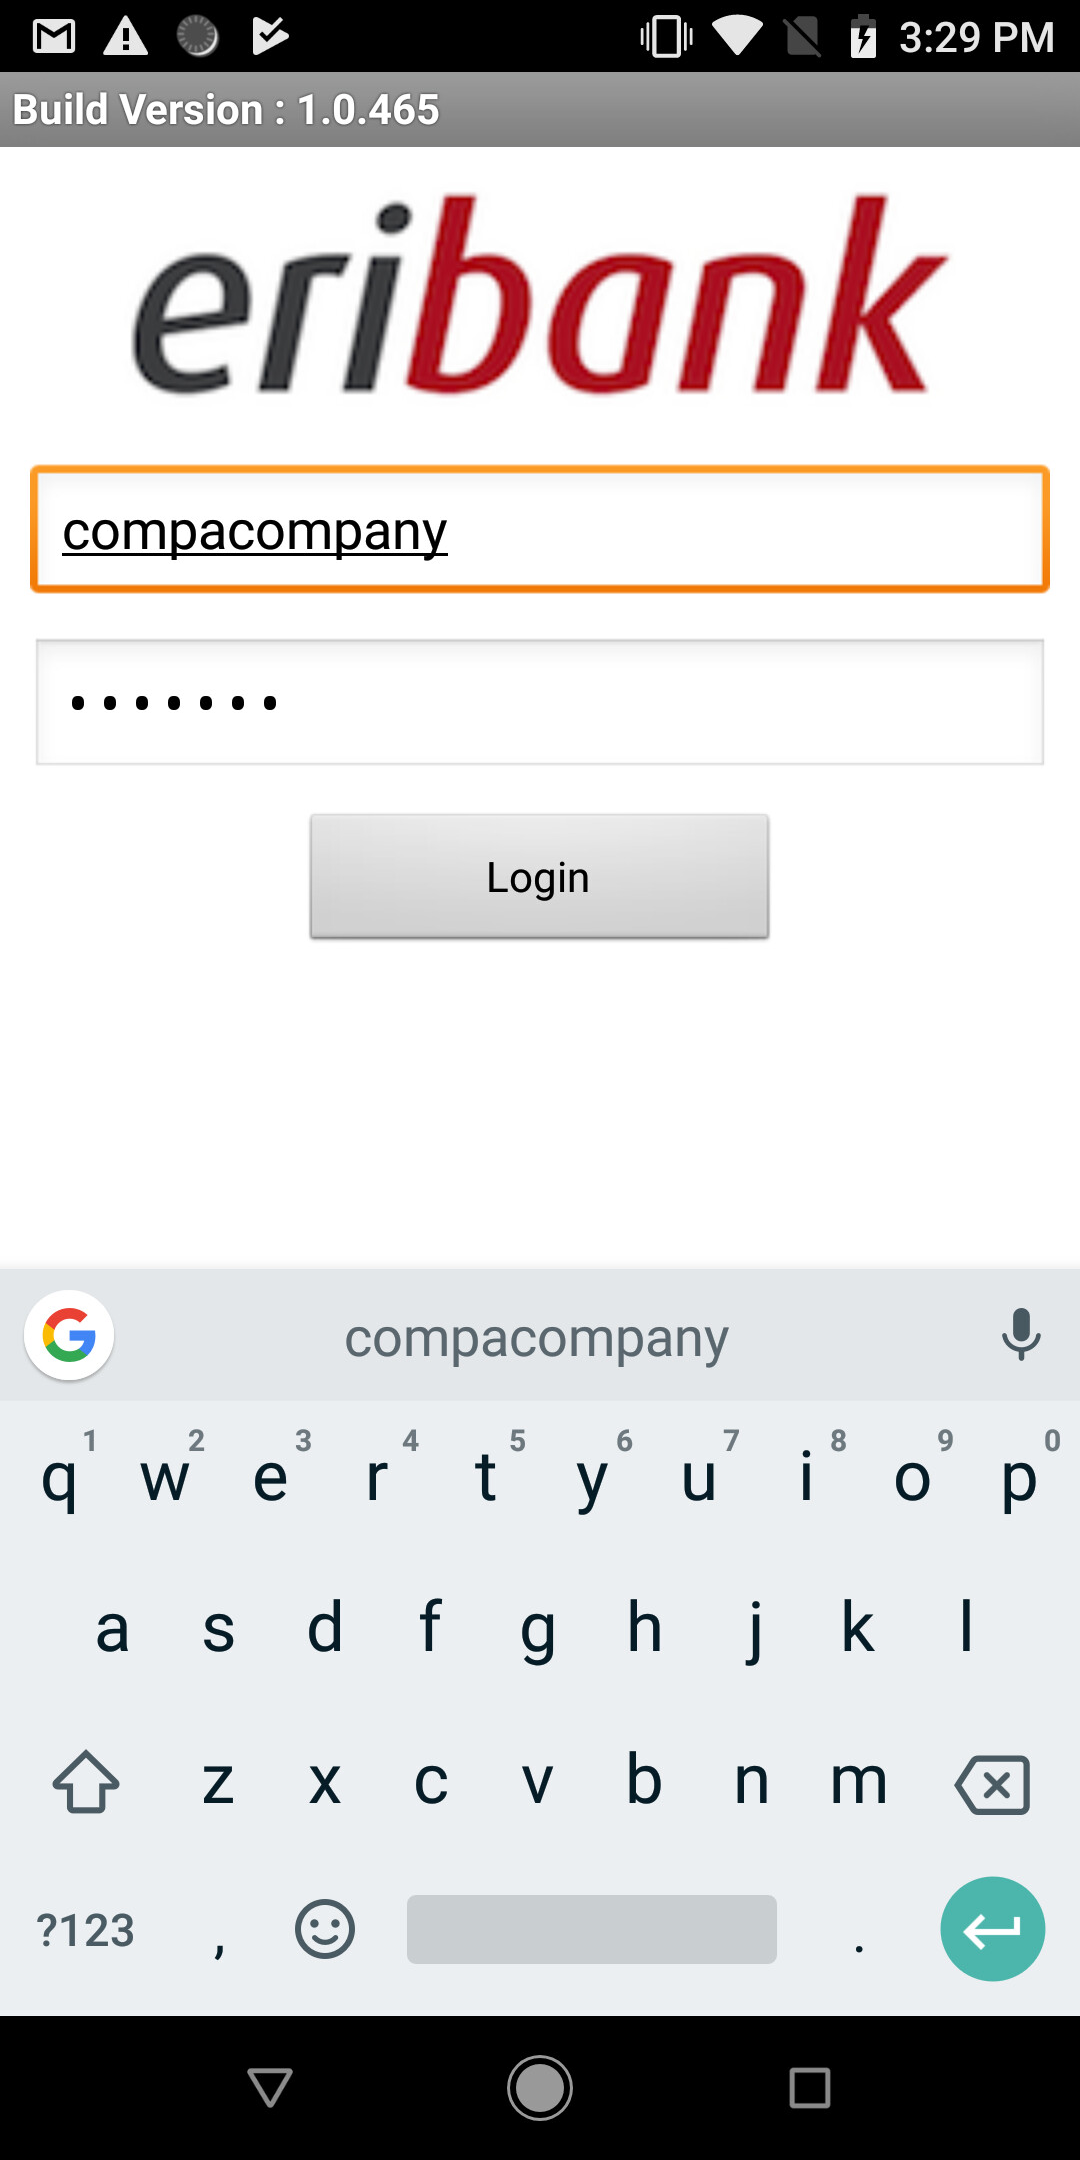 3:29 PM
Build Version : 1.0.465
eribank
compacompany
•••••••
Login
G compacompany
1 2 3 4 5 6 7 8 9 0
q w e r t y u i o p
a s d f g h j k l
z x c v b n m
?123 , .